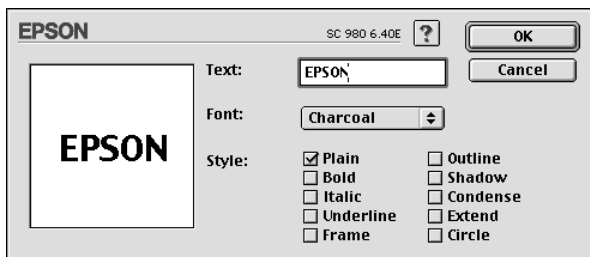 EPSON
SC 980 6.40E ? OK
Text: EPSON Cancel
Font: Charcoal
EPSON
Style: Plain Outline
Bold Shadow
Italic Condense
Underline Extend
Frame Circle